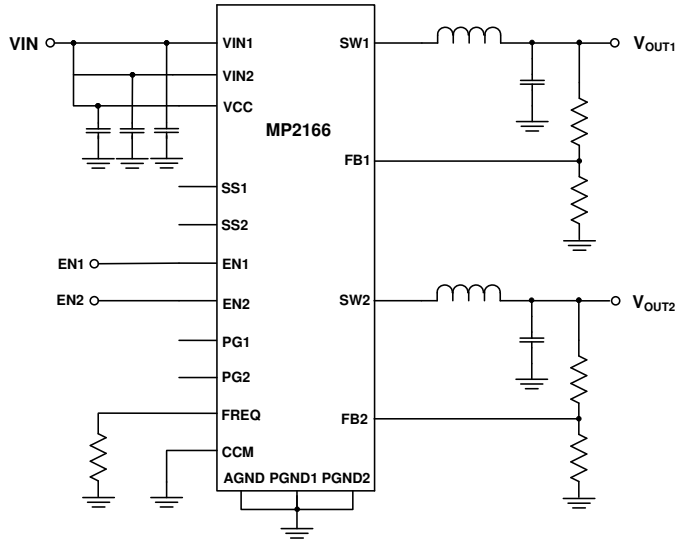 VIN
VIN1
VIN2
VCC
MP2166
SW1
VOUT1
FB1
SS1
SS2
EN1
EN1
EN2
EN2
SW2
VOUT2
PG1
PG2
FREQ
FB2
CCM
AGND PGND1 PGND2